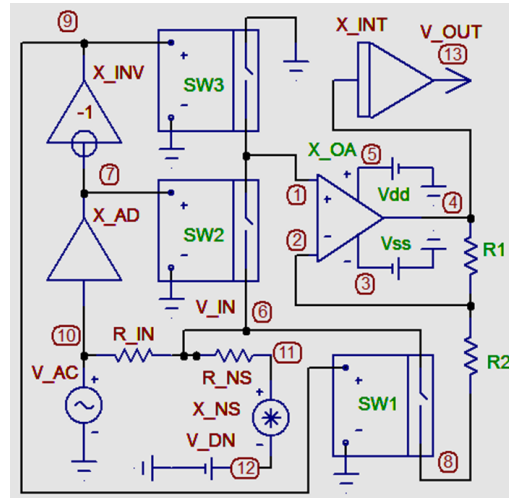 9
X_INV
-1
SW3
+
-
X_INT
V_OUT
13
7
X_AD
SW2
+
-
1
X_OA
5
+
+
Vdd
4
2
-
-
Vss
3
R1
V_IN
6
10
R_IN
V_AC
+
-
R_NS
11
X_NS
+
-
V_DN
12
SW1
+
-
8
R2